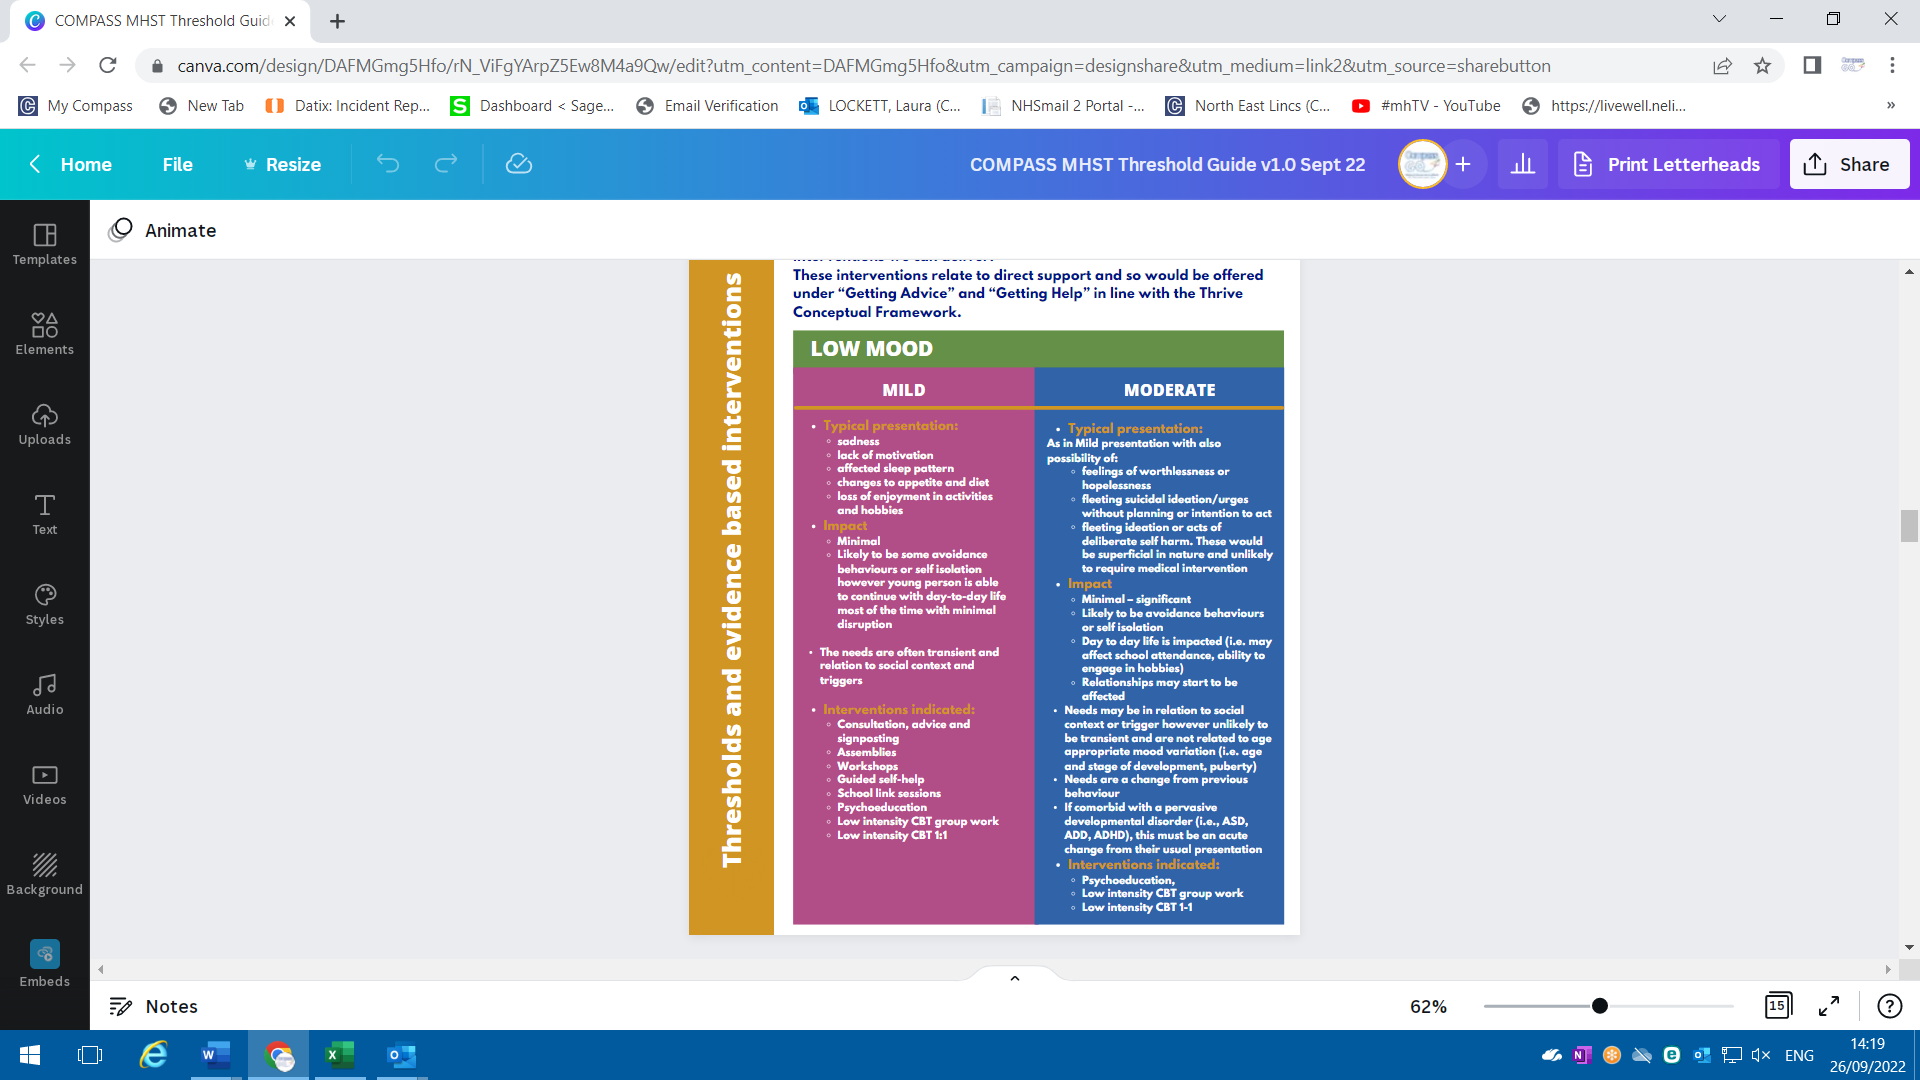 COMPASS MHST Threshold Guid
canva.com/design/DAFMGmg5Hfo/rN_ViFgYArpZ5Ew8M4a9Qw/edit?utm_content=DAFMGmg5Hfo&utm_campaign=designshare&utm_medium=link2&utm_source=sharebutton
My Compass
New Tab
Datix: Incident Rep...
Dashboard < Sage...
Email Verification
LOCKETT, Laura (C...
NHSmail 2 Portal -...
North East Lincs (C...
#mhTV - YouTube
https://livewell.neli...
»
Home
File
Resize
COMPASS MHST Threshold Guide v1.0 Sept 22
Print Letterheads
Share
Animate
Templates
Elements
Uploads
Text
Styles
Audio
Videos
Background
Embeds
Thresholds and evidence based interventions
These interventions relate to direct support and so would be offered
under “Getting Advice” and “Getting Help” in line with the Thrive
Conceptual Framework.
LOW MOOD
MILD
• Typical presentation:
◦ sadness
◦ lack of motivation
◦ affected sleep pattern
◦ changes to appetite and diet
◦ loss of enjoyment in activities
and hobbies
• Impact
◦ Minimal
◦ Likely to be some avoidance
behaviours or self isolation
however young person is able
to continue with day-to-day life
most of the time with minimal
disruption
• The needs are often transient and
relation to social context and
triggers
• Interventions indicated:
◦ Consultation, advice and
signposting
◦ Assemblies
◦ Workshops
◦ Guided self-help
◦ School link sessions
◦ Psychoeducation
◦ Low intensity CBT group work
◦ Low intensity CBT 1:1
MODERATE
• Typical presentation:
As in Mild presentation with also
possibility of:
◦ feelings of worthlessness or
hopelessness
◦ fleeting suicidal ideation/urges
without planning or intention to act
◦ fleeting ideation or acts of
deliberate self harm. These would
be superficial in nature and unlikely
to require medical intervention
• Impact
◦ Minimal – significant
◦ Likely to be avoidance behaviours
or self isolation
◦ Day to day life is impacted (i.e. may
affect school attendance, ability to
engage in hobbies)
◦ Relationships may start to be
affected
• Needs may be in relation to social
context or trigger however unlikely to
be transient and are not related to age
appropriate mood variation (i.e. age
and stage of development, puberty)
• Needs are a change from previous
behaviour
• If comorbid with a pervasive
developmental disorder (i.e., ASD,
ADD, ADHD), this must be an acute
change from their usual presentation
• Interventions indicated:
◦ Psychoeducation,
◦ Low intensity CBT group work
◦ Low intensity CBT 1-1
Notes
62%
15
ENG
14:19
26/09/2022